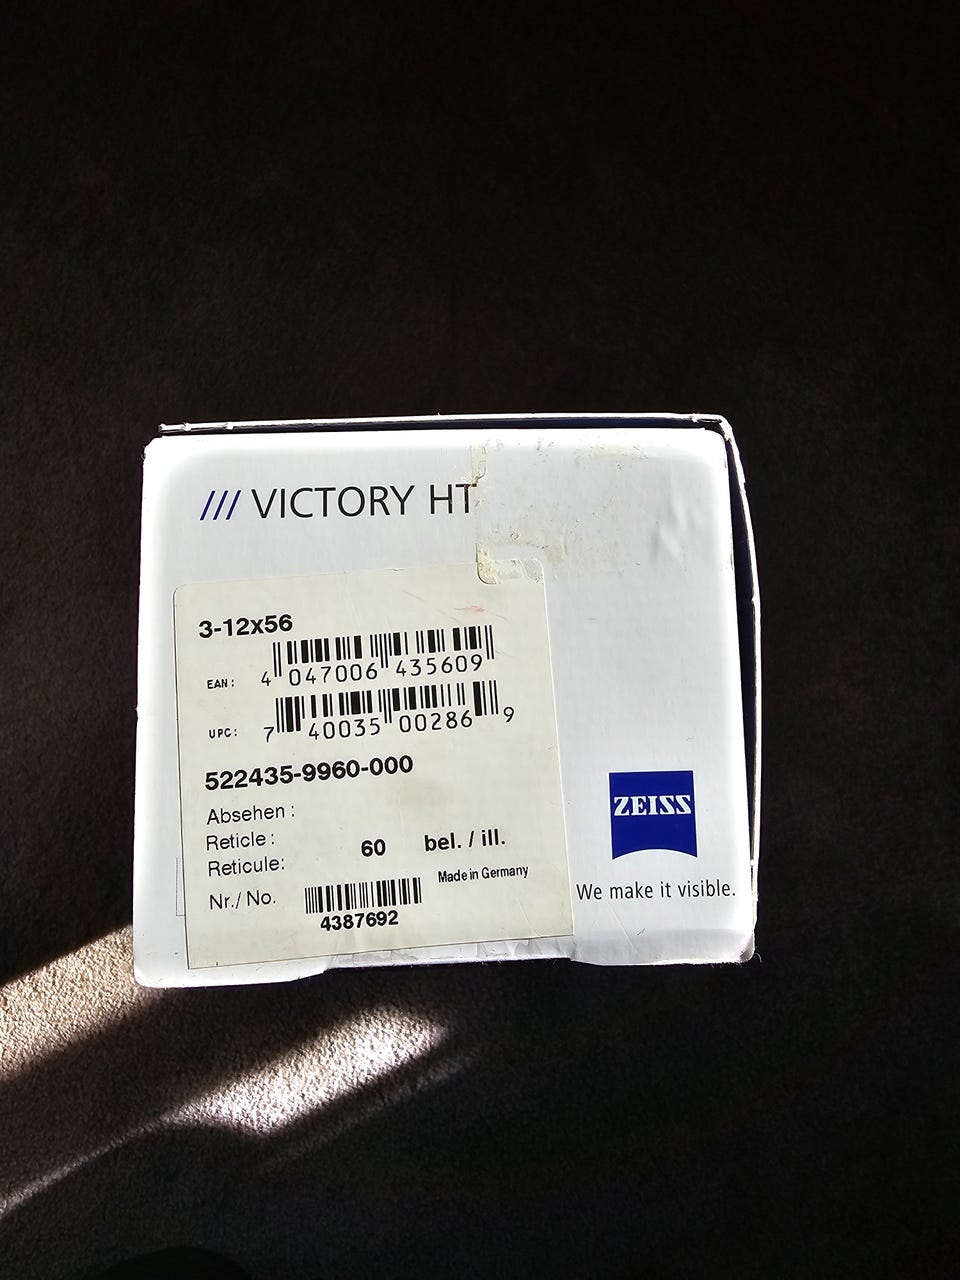 /// VICTORY HT
3-12x56
EAN: 4 047006 435609
UPC: 7 40035 00286 9
522435-9960-000
Absehen :
Reticle :
Reticule: 60 bel. / ill.
Made in Germany
Nr./ No. 4387692
ZEISS
We make it visible.